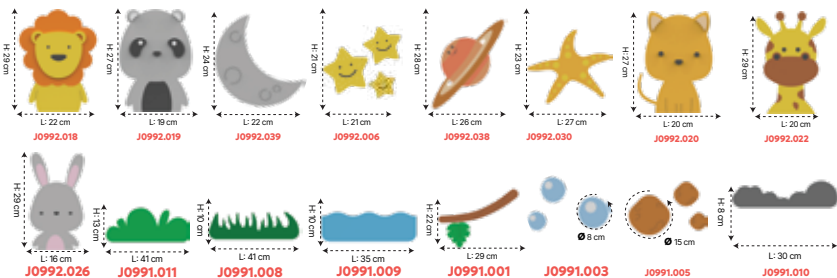 H: 29 cm
L: 22 cm
J0992.018
H: 27 cm
L: 19 cm
J0992.019
H: 24 cm
L: 22 cm
J0992.039
H: 21 cm
L: 21 cm
J0992.006
H: 28 cm
L: 26 cm
J0992.038
H: 23 cm
L: 27 cm
J0992.030
H: 27 cm
L: 20 cm
J0992.020
H: 29 cm
L: 20 cm
J0992.022
H: 29 cm
L: 16 cm
J0992.026
H: 13 cm
L: 41 cm
J0991.011
H: 10 cm
L: 41 cm
J0991.008
H: 10 cm
L: 35 cm
J0991.009
H: 22 cm
L: 29 cm
J0991.001
Ø 8 cm
J0991.003
Ø 15 cm
J0991.005
H: 8 cm
L: 30 cm
J0991.010